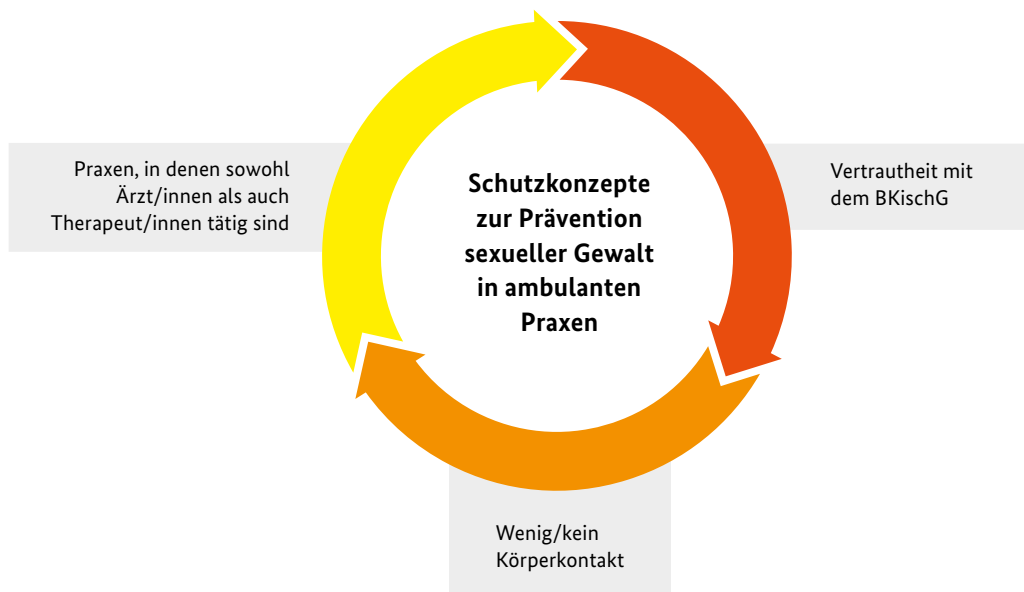 Praxen, in denen sowohl
Ärzt/innen als auch
Therapeut/innen tätig sind
Schutzkonzepte
zur Prävention
sexueller Gewalt
in ambulanten
Praxen
Vertrautheit mit
dem BKischG
Wenig/kein
Körperkontakt